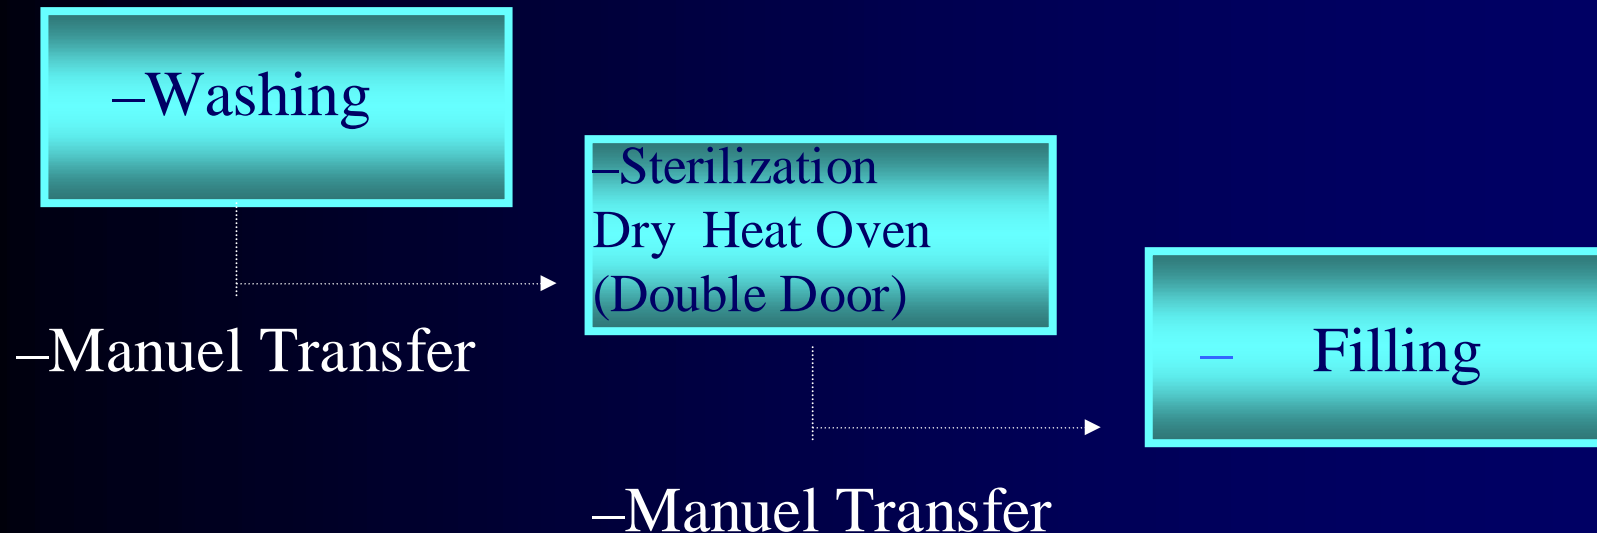 –Washing
–Sterilization
Dry  Heat Oven
(Double Door)
–Manuel Transfer
– Filling
–Manuel Transfer